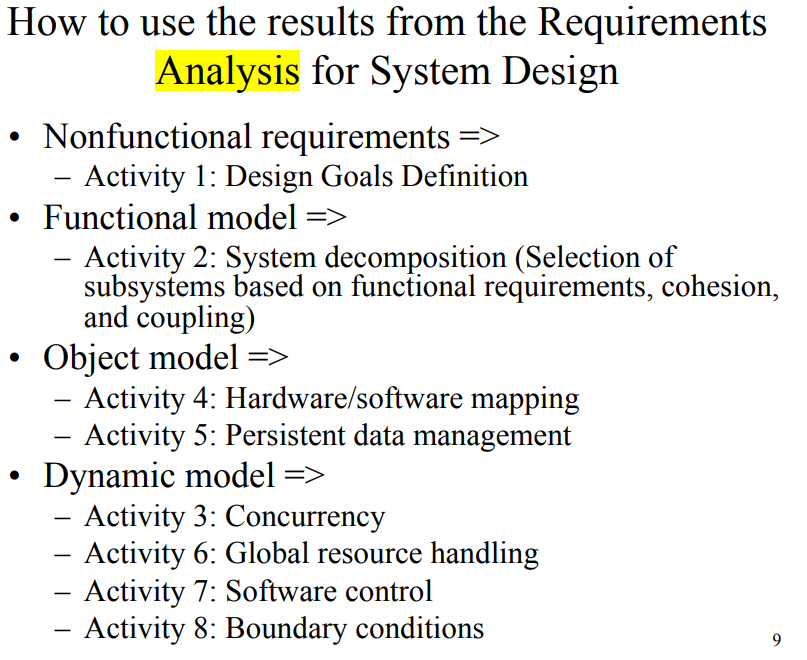 How to use the results from the Requirements
Analysis for System Design
• Nonfunctional requirements =>
– Activity 1: Design Goals Definition
• Functional model =>
– Activity 2: System decomposition (Selection of
subsystems based on functional requirements, cohesion,
and coupling)
• Object model =>
– Activity 4: Hardware/software mapping
– Activity 5: Persistent data management
• Dynamic model =>
– Activity 3: Concurrency
– Activity 6: Global resource handling
– Activity 7: Software control
– Activity 8: Boundary conditions
9